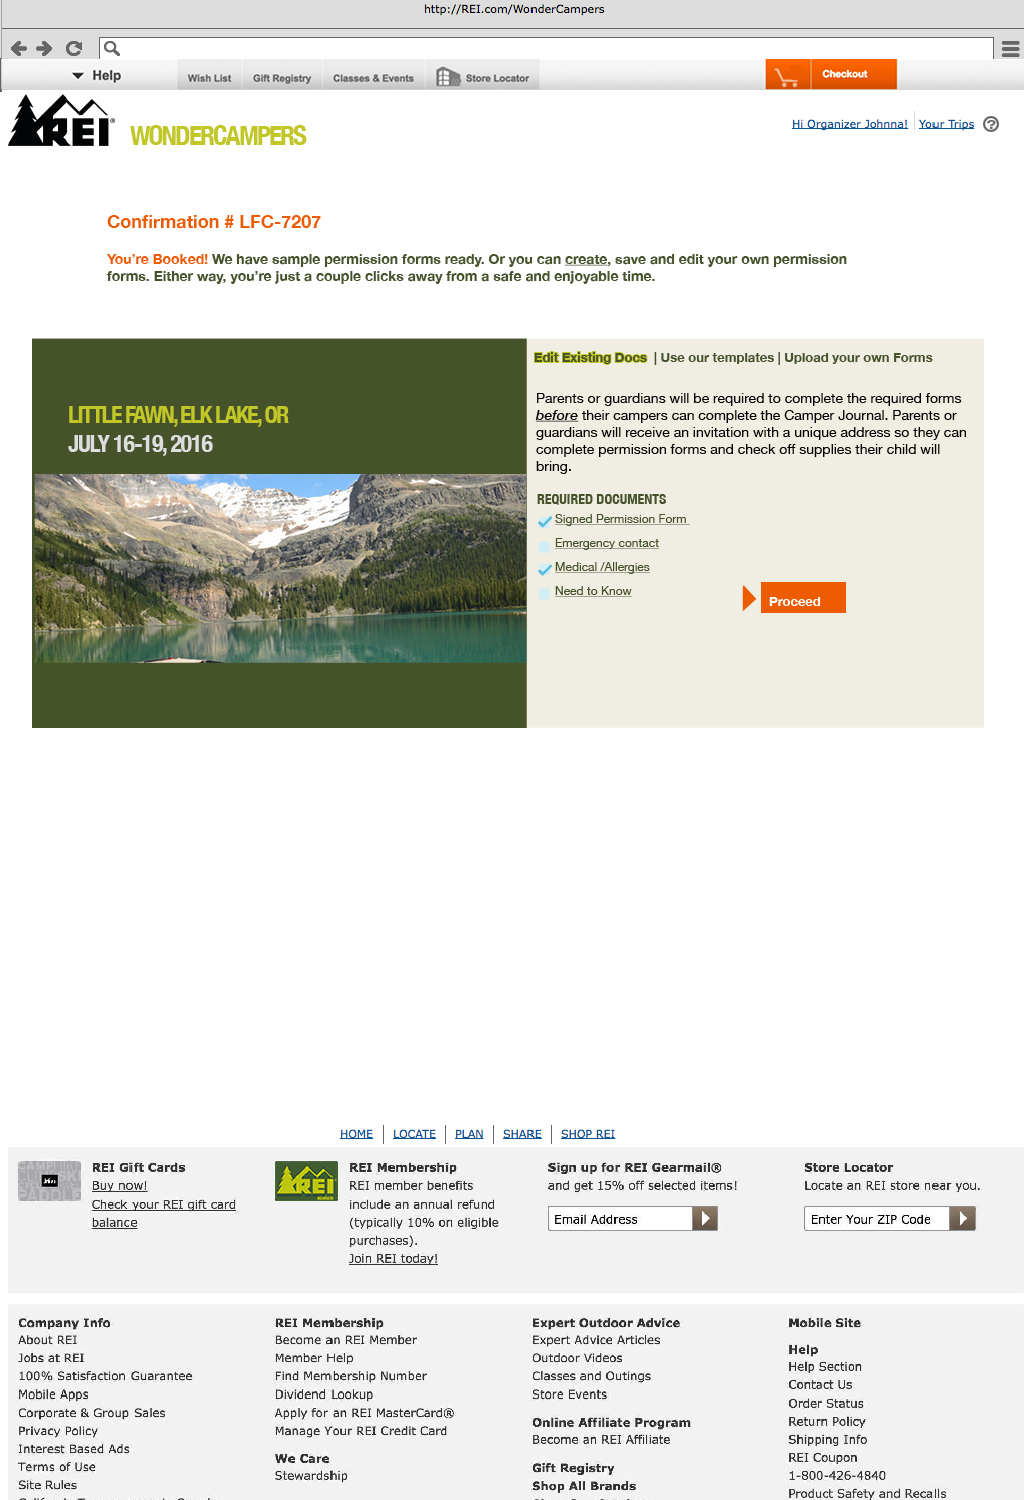 http://REI.com/WonderCampers
Help
Wish List
Gift Registry
Classes & Events
Store Locator
Checkout
REI®
WONDERCAMPERS
Hi Organizer Johnna!
Your Trips
?
Confirmation # LFC-7207
You're Booked! We have sample permission forms ready. Or you can create, save and edit your own permission
forms. Either way, you're just a couple clicks away from a safe and enjoyable time.
LITTLE FAWN, ELK LAKE, OR
JULY 16-19, 2016
Edit Existing Docs | Use our templates | Upload your own Forms
Parents or guardians will be required to complete the required forms
before their campers can complete the Camper Journal. Parents or
guardians will receive an invitation with a unique address so they can
complete permission forms and check off supplies their child will
bring.
REQUIRED DOCUMENTS
Signed Permission Form
Emergency contact
Medical /Allergies
Need to Know
Proceed
HOME
LOCATE
PLAN
SHARE
SHOP REI
REI Gift Cards
Buy now!
Check your REI gift card
balance
REI
REI Membership
REI member benefits
include an annual refund
(typically 10% on eligible
purchases).
Join REI today!
Sign up for REI Gearmail®
and get 15% off selected items!
Email Address
Store Locator
Locate an REI store near you.
Enter Your ZIP Code
Company Info
About REI
Jobs at REI
100% Satisfaction Guarantee
Mobile Apps
Corporate & Group Sales
Privacy Policy
Interest Based Ads
Terms of Use
Site Rules
REI Membership
Become an REI Member
Member Help
Find Membership Number
Dividend Lookup
Apply for an REI MasterCard®
Manage Your REI Credit Card
We Care
Stewardship
Expert Outdoor Advice
Expert Advice Articles
Outdoor Videos
Classes and Outings
Store Events
Online Affiliate Program
Become an REI Affiliate
Gift Registry
Shop All Brands
Mobile Site
Help
Help Section
Contact Us
Order Status
Return Policy
Shipping Info
REI Coupon
1-800-426-4840
Product Safety and Recalls